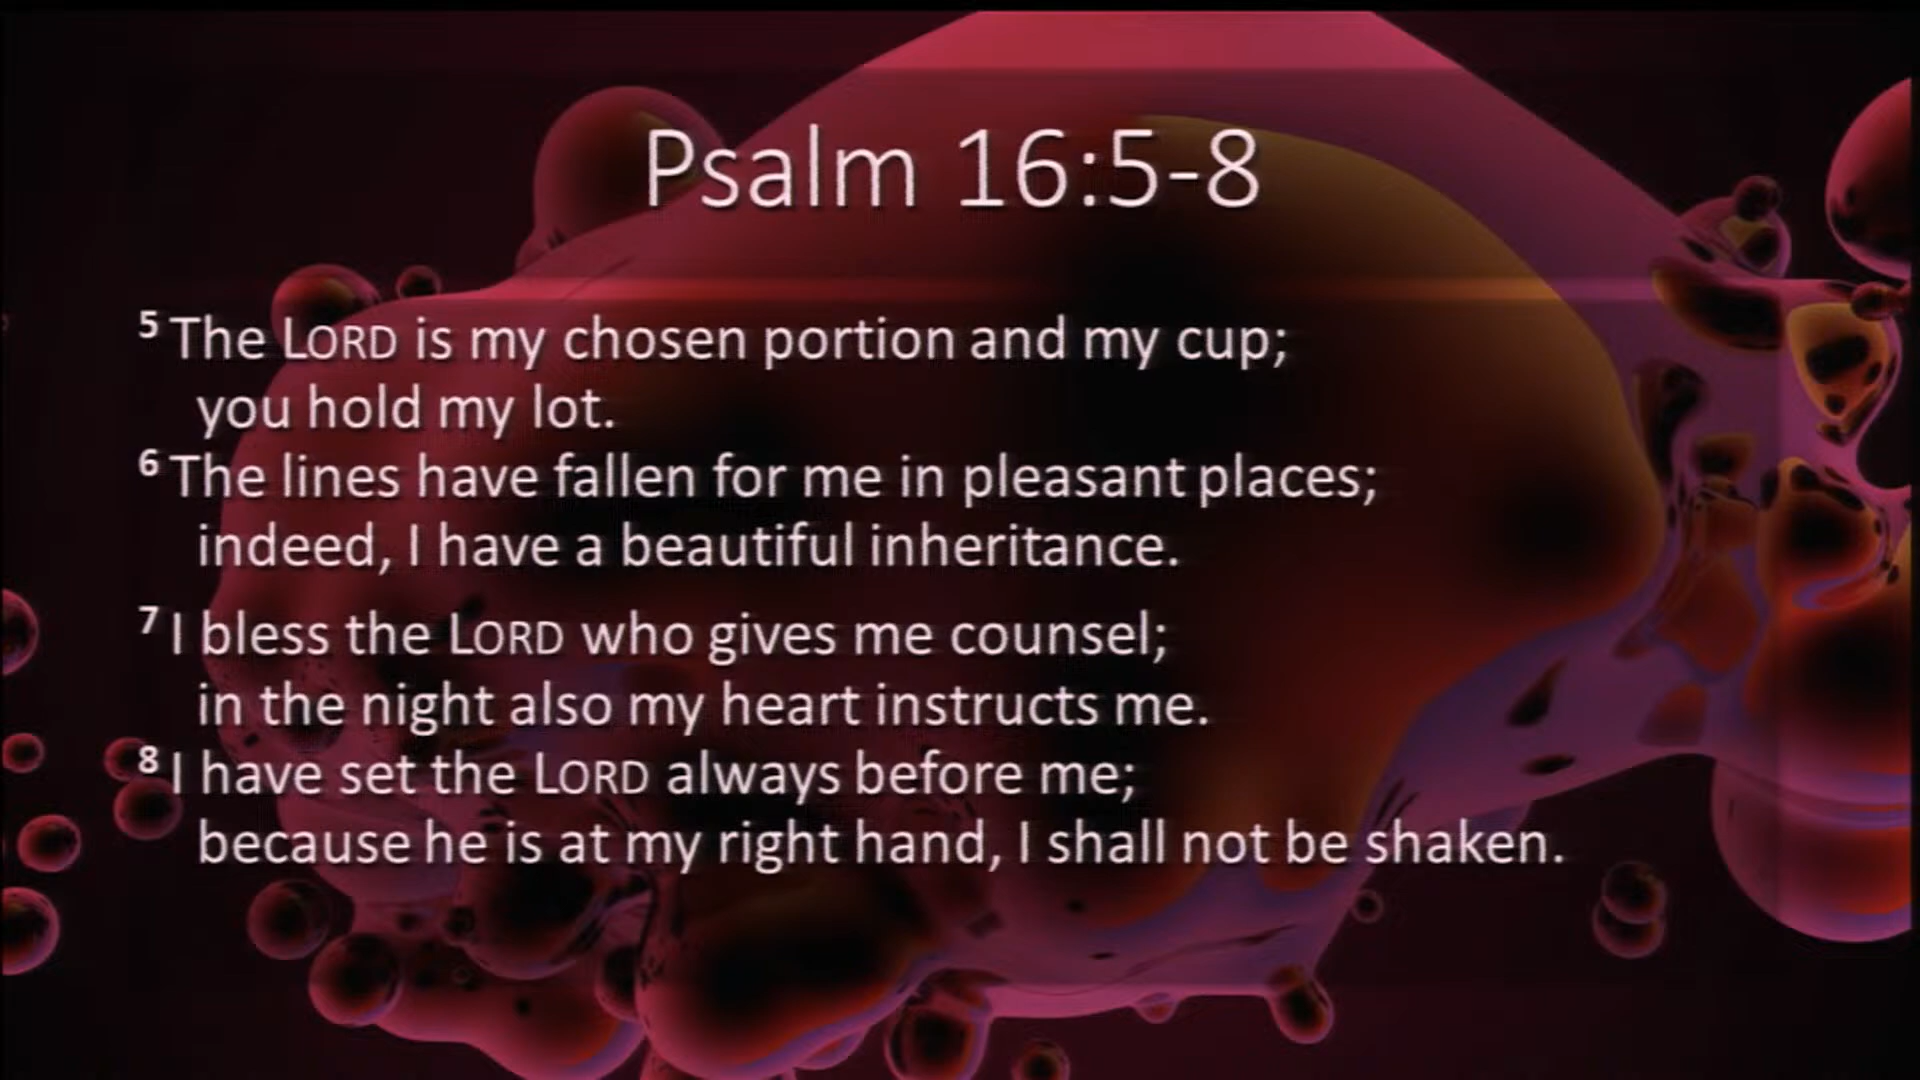 Psalm 16:5-8
5 The LORD is my chosen portion and my cup;
you hold my lot.
6 The lines have fallen for me in pleasant places;
indeed, I have a beautiful inheritance.
7 I bless the LORD who gives me counsel;
in the night also my heart instructs me.
8 I have set the LORD always before me;
because he is at my right hand, I shall not be shaken.